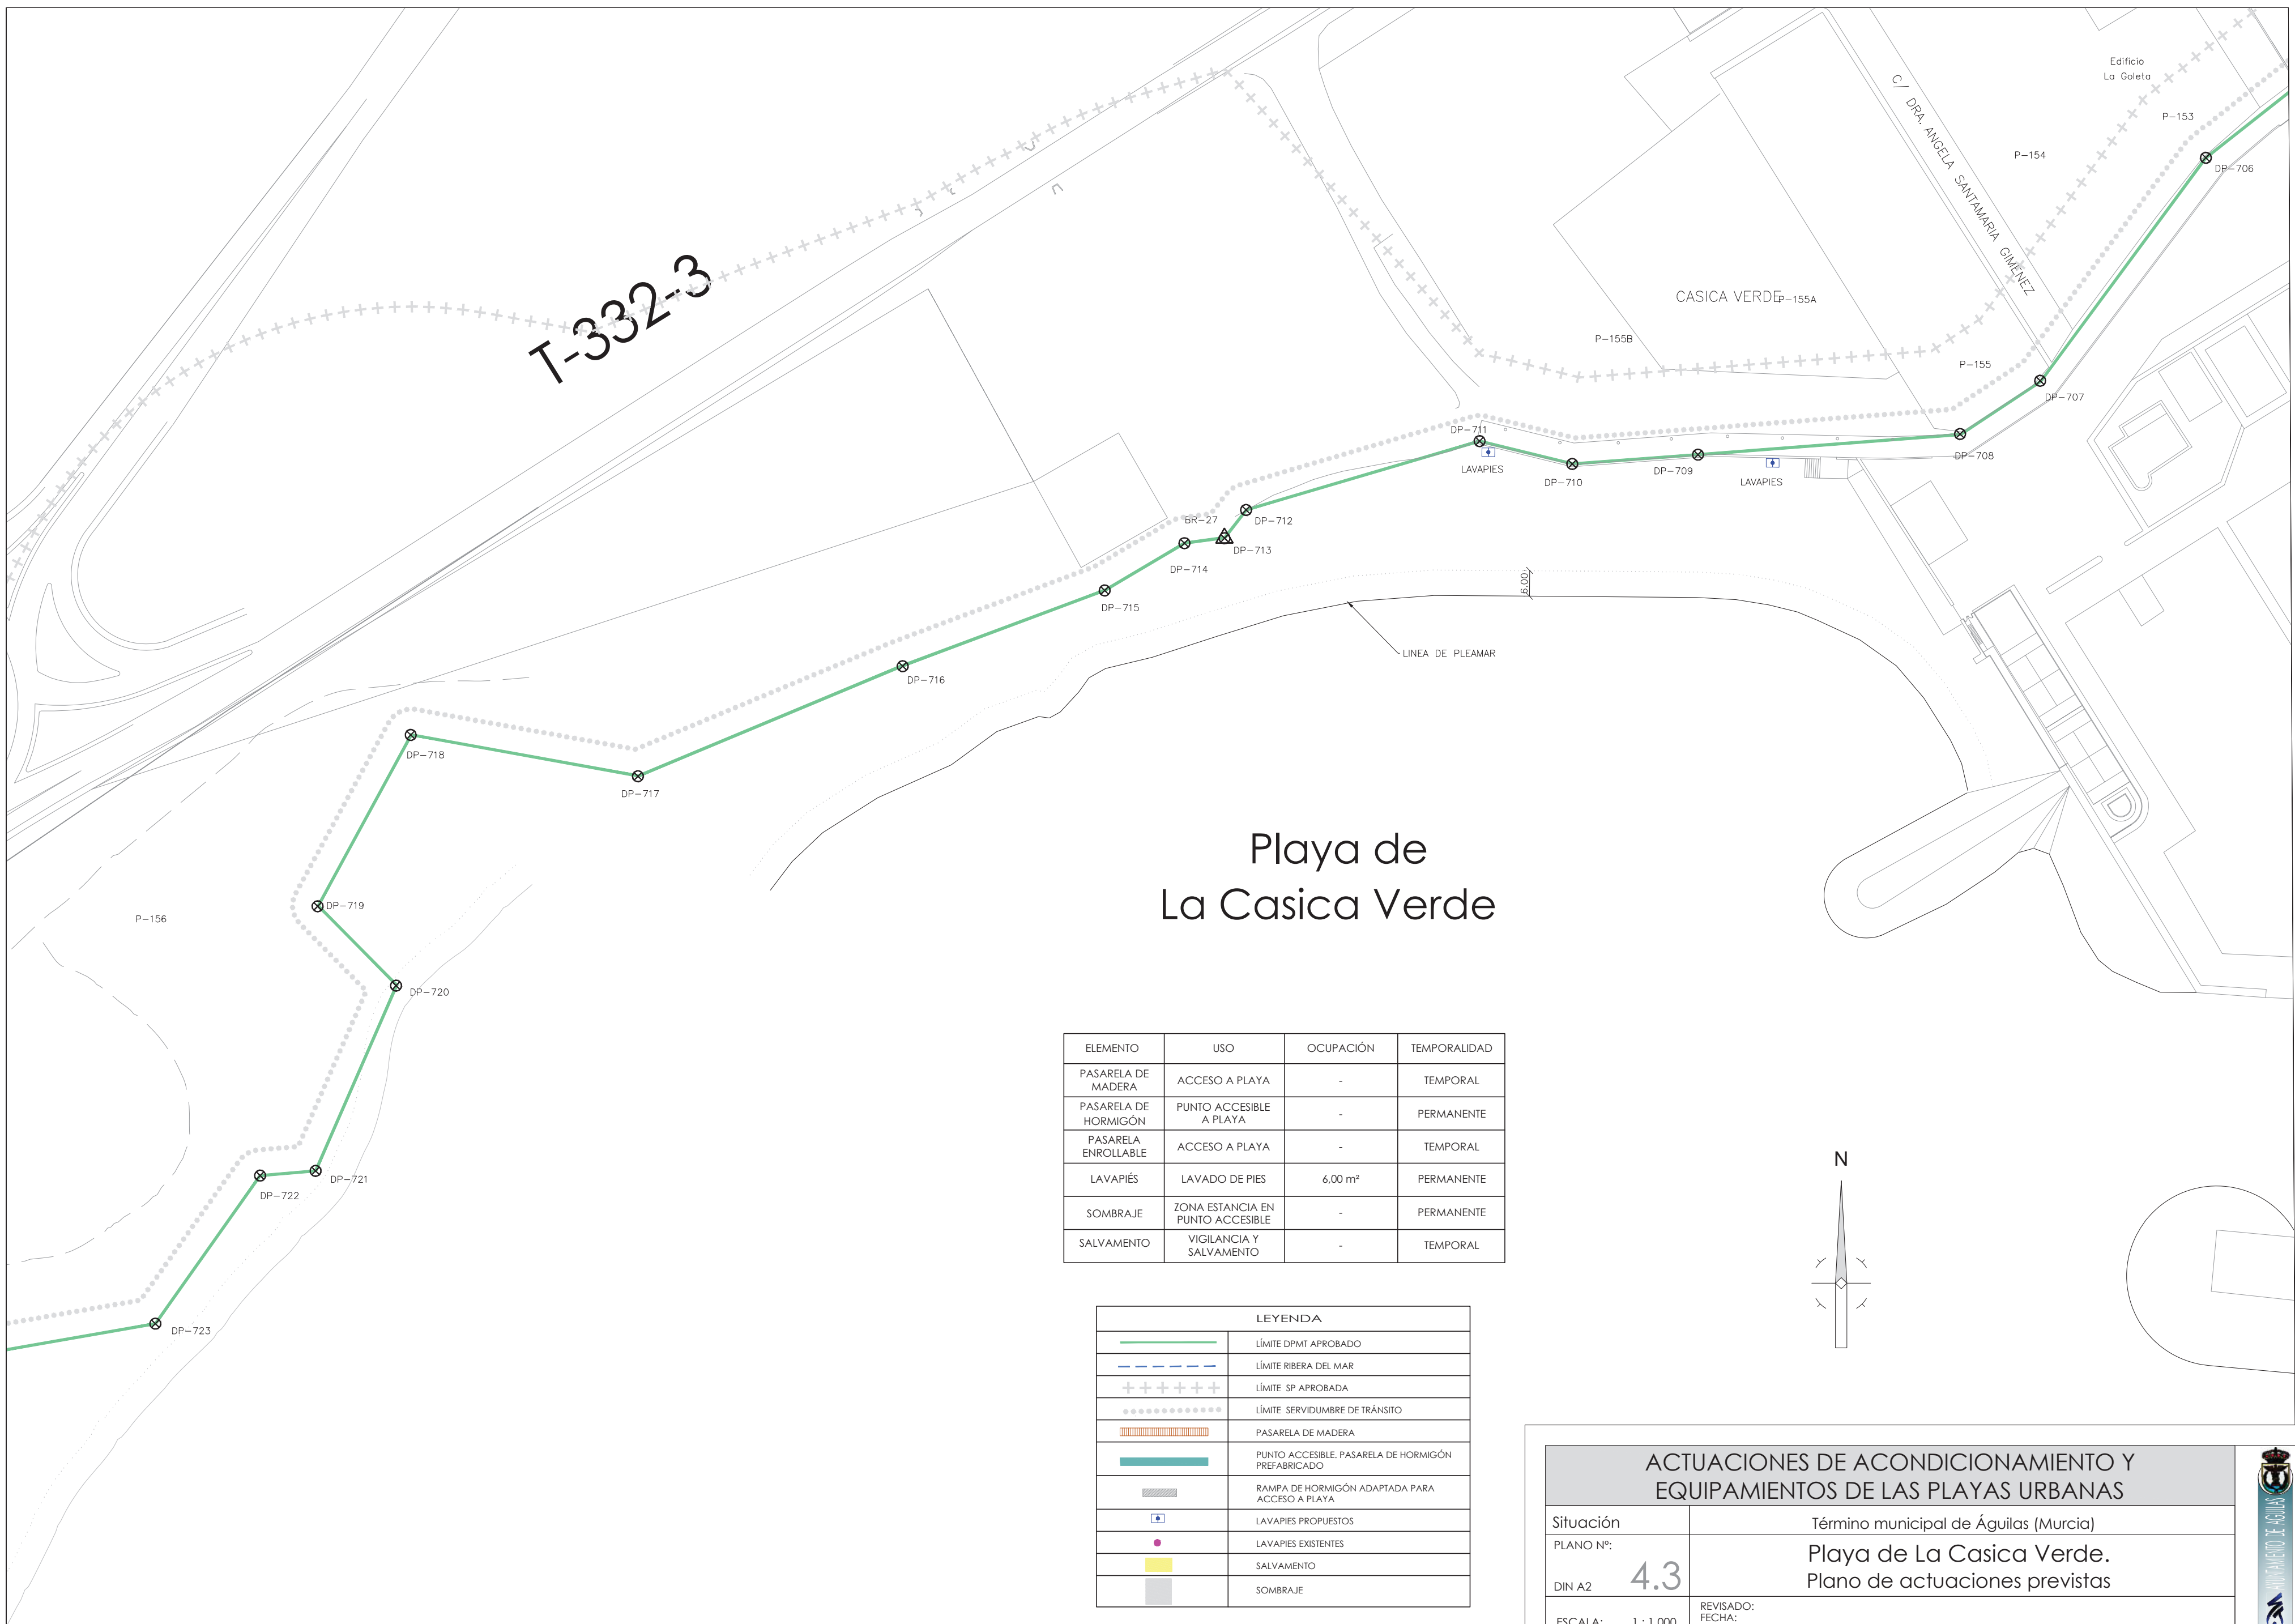 Edificio
La Goleta
P-153
C/ DRA. ANGELA SANTAMARIA GIMENEZ
P-154
DP-706
T-332-3
CASICA VERDE
P-155A
P-155B
P-155
DP-707
DP-711
LAVAPIES
DP-710
DP-709
LAVAPIES
DP-708
BR-27
DP-712
DP-713
DP-714
DP-715
6.00
LINEA DE PLEAMAR
DP-716
DP-718
DP-717
Playa de
La Casica Verde
DP-719
P-156
DP-720
DP-721
DP-722
DP-723
ELEMENTO USO OCUPACIÓN TEMPORALIDAD
PASARELA DE
MADERA
ACCESO A PLAYA - TEMPORAL
PASARELA DE
HORMIGÓN
PUNTO ACCESIBLE
A PLAYA
- PERMANENTE
PASARELA
ENROLLABLE
ACCESO A PLAYA - TEMPORAL
LAVAPIÉS LAVADO DE PIES 6,00 m² PERMANENTE
SOMBRAJE
ZONA ESTANCIA EN
PUNTO ACCESIBLE
- PERMANENTE
SALVAMENTO
VIGILANCIA Y
SALVAMENTO
- TEMPORAL
N
LEYENDA
LÍMITE DPMT APROBADO
LÍMITE RIBERA DEL MAR
LÍMITE SP APROBADA
LÍMITE SERVIDUMBRE DE TRÁNSITO
PASARELA DE MADERA
PUNTO ACCESIBLE. PASARELA DE HORMIGÓN
PREFABRICADO
RAMPA DE HORMIGÓN ADAPTADA PARA
ACCESO A PLAYA
LAVAPIES PROPUESTOS
LAVAPIES EXISTENTES
SALVAMENTO
SOMBRAJE
ACTUACIONES DE ACONDICIONAMIENTO Y
EQUIPAMIENTOS DE LAS PLAYAS URBANAS
Situación Término municipal de Águilas (Murcia)
PLANO Nº:
4.3
DIN A2
Playa de La Casica Verde.
Plano de actuaciones previstas
ESCALA: 1 : 1.000
REVISADO:
FECHA:
AYUNTAMIENTO DE AGUILAS